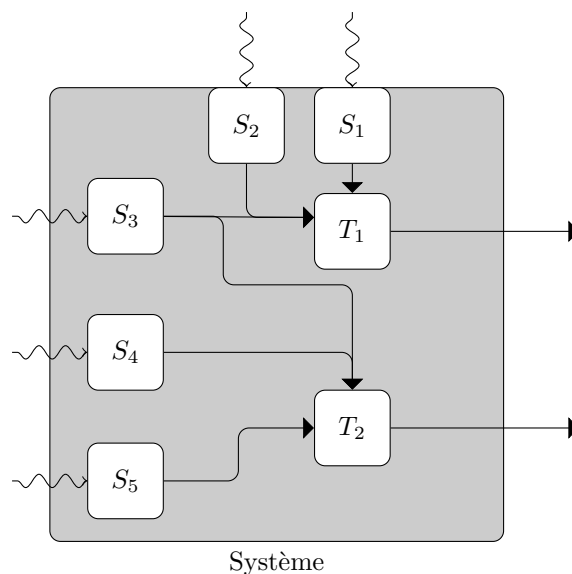 S₂ S₁
S₃
T₁
S₄
T₂
S₅
Système